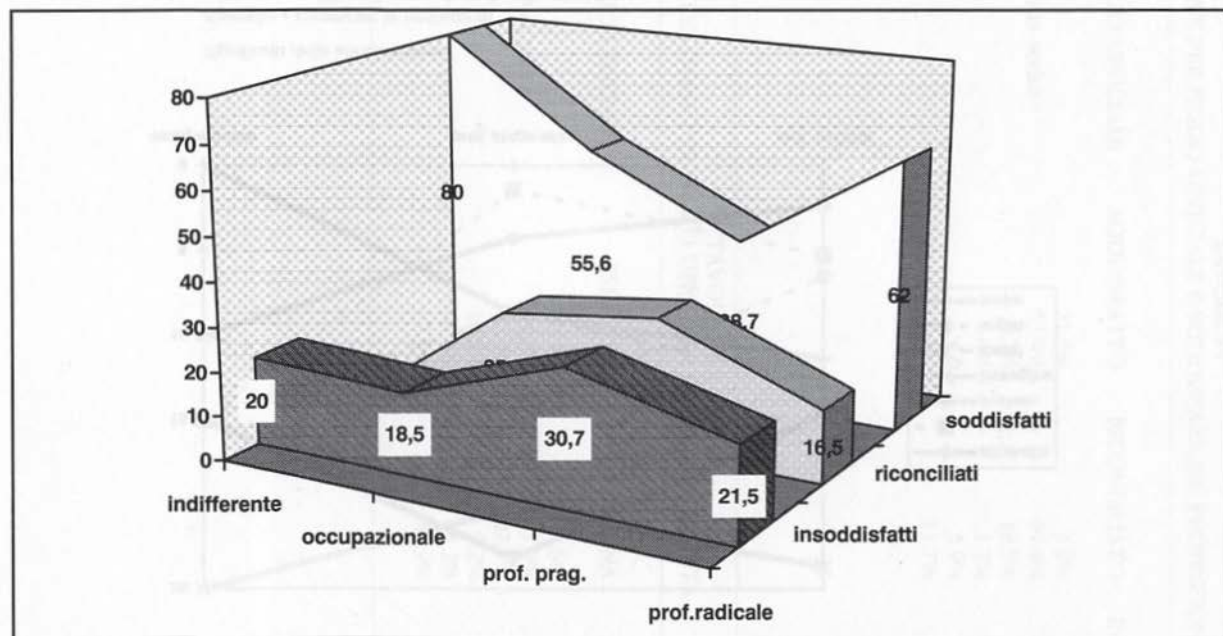 80
70
60
50
40
30
20
10
0
80
55,6
62
20
18,5
30,7
16,5
21,5
indifferente
occupazionale
prof. prag.
prof.radicale
insoddisfatti
riconciliati
soddisfatti